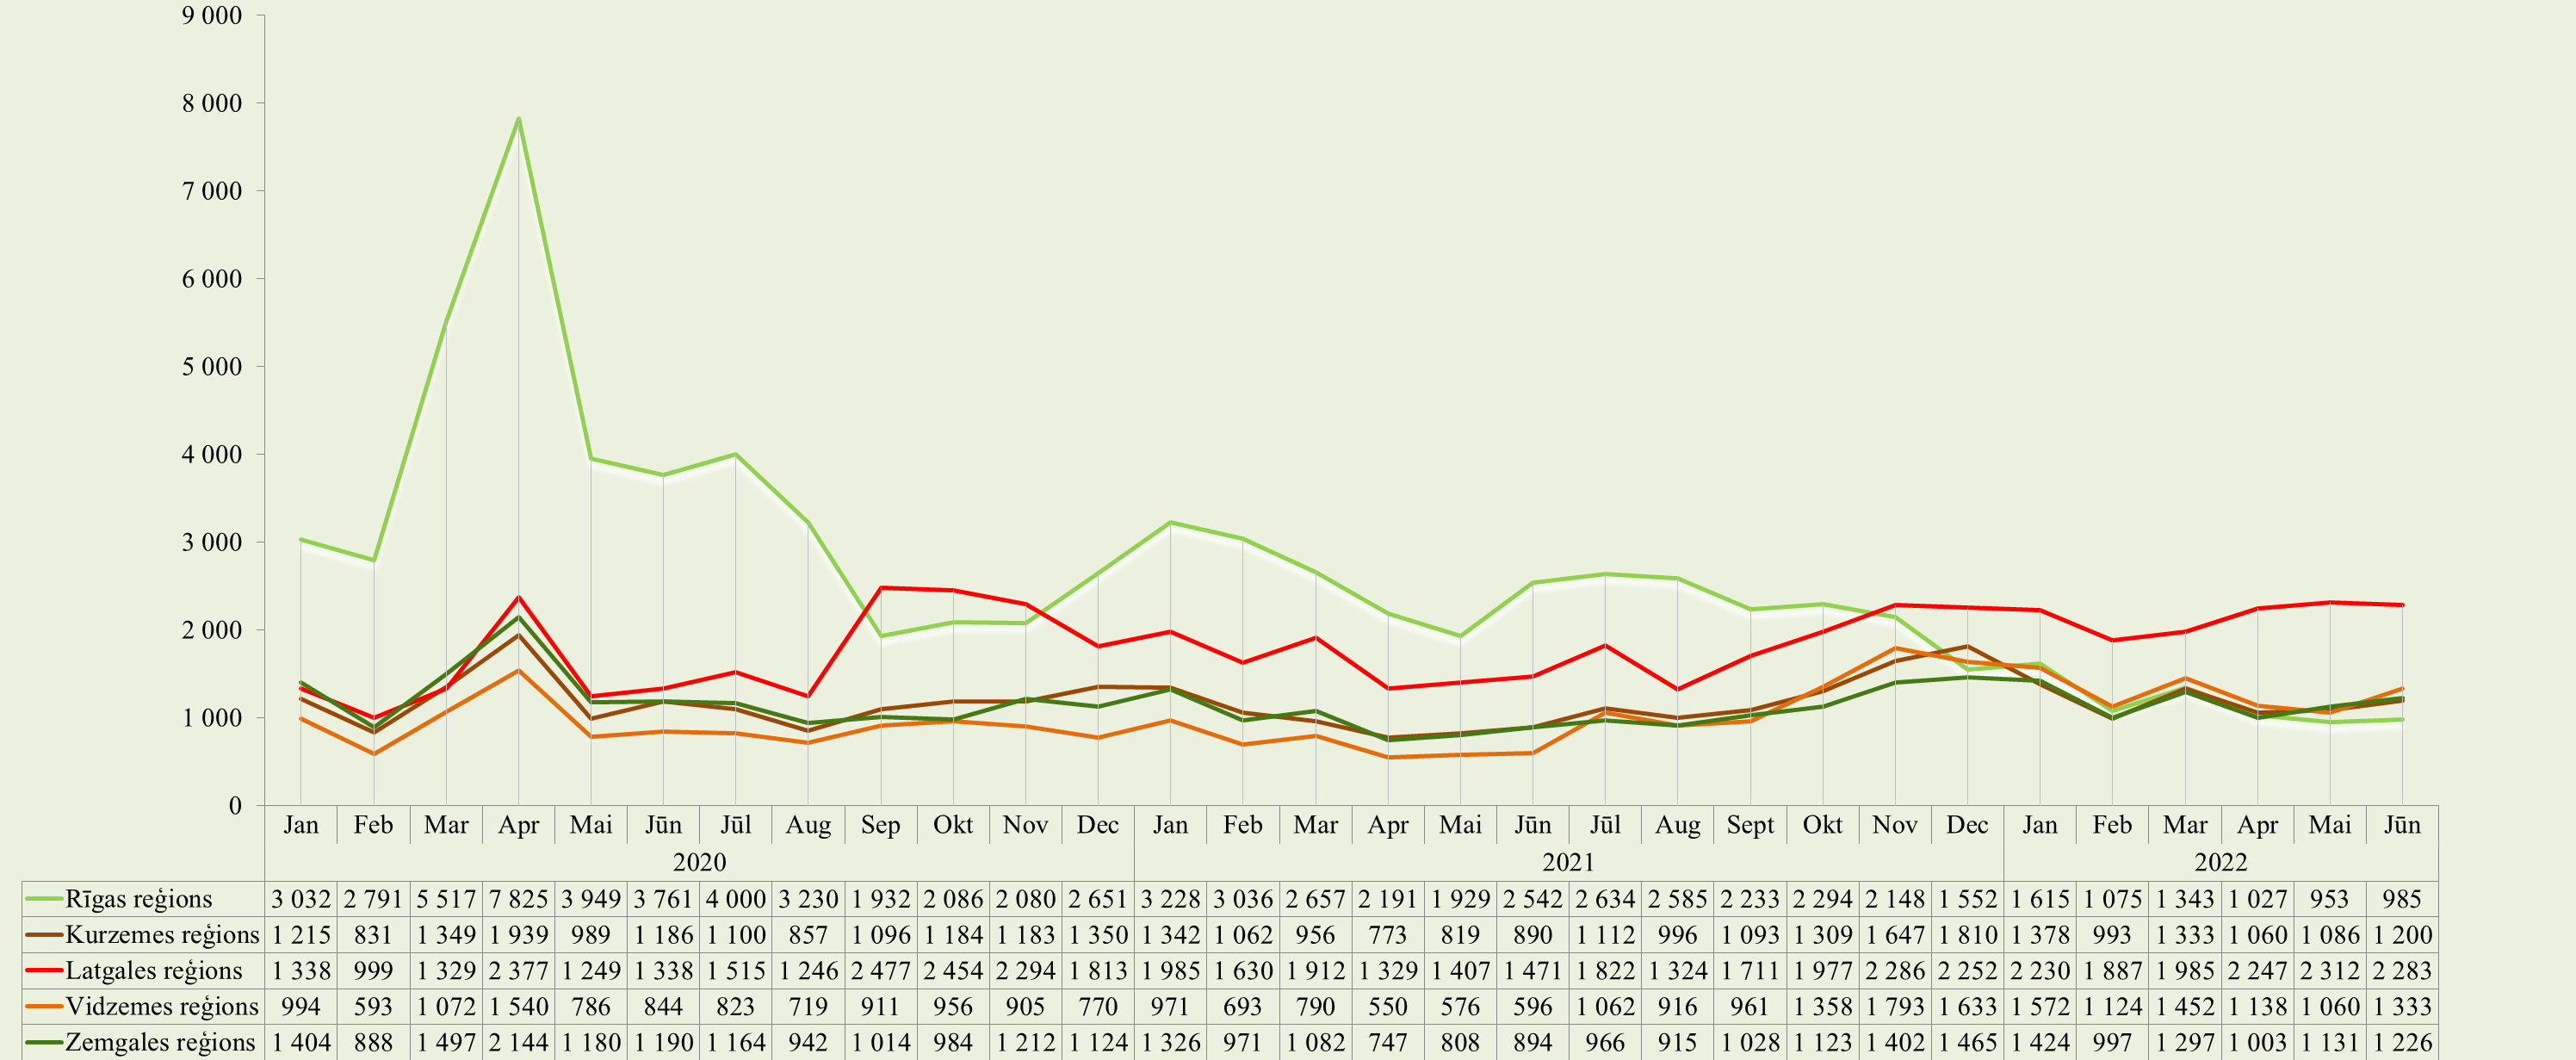 9 000
8 000
7 000
6 000
5 000
4 000
3 000
2 000
1 000
0
Jan Feb Mar Apr Mai Jūn Jūl Aug Sep Okt Nov Dec Jan Feb Mar Apr Mai Jūn Jūl Aug Sept Okt Nov Dec Jan Feb Mar Apr Mai Jūn
2020 2021 2022
Rīgas reģions 3 032 2 791 5 517 7 825 3 949 3 761 4 000 3 230 1 932 2 086 2 080 2 651 3 228 3 036 2 657 2 191 1 929 2 542 2 634 2 585 2 233 2 294 2 148 1 552 1 615 1 075 1 343 1 027 953 985
Kurzemes reģions 1 215 831 1 349 1 939 989 1 186 1 100 857 1 096 1 184 1 183 1 350 1 342 1 062 956 773 819 890 1 112 996 1 093 1 309 1 647 1 810 1 378 993 1 333 1 060 1 086 1 200
Latgales reģions 1 338 999 1 329 2 377 1 249 1 338 1 515 1 246 2 477 2 454 2 294 1 813 1 985 1 630 1 912 1 329 1 407 1 471 1 822 1 324 1 711 1 977 2 286 2 252 2 230 1 887 1 985 2 247 2 312 2 283
Vidzemes reģions 994 593 1 072 1 540 786 844 823 719 911 956 905 770 971 693 790 550 576 596 1 062 916 961 1 358 1 793 1 633 1 572 1 124 1 452 1 138 1 060 1 333
Zemgales reģions 1 404 888 1 497 2 144 1 180 1 190 1 164 942 1 014 984 1 212 1 124 1 326 971 1 082 747 808 894 966 915 1 028 1 123 1 402 1 465 1 424 997 1 297 1 003 1 131 1 226